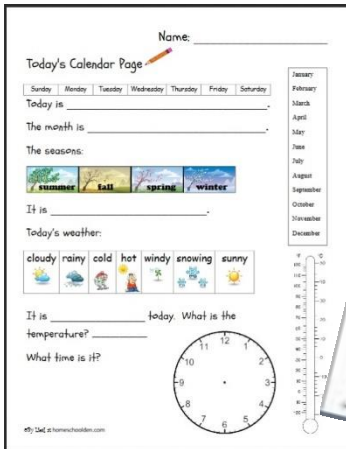 Name:
Today's Calendar Page
Sunday Monday Tuesday Wednesday Thursday Friday Saturday
Today is
The month is
The seasons:
summer fall spring winter
It is
Today's weather:
cloudy rainy cold hot windy snowing sunny
It is today. What is the
temperature?
What time is it?
January
February
March
April
May
June
July
August
September
October
November
December
12
1
2
3
4
5
6
7
8
9
10
11
homeschoolden.com